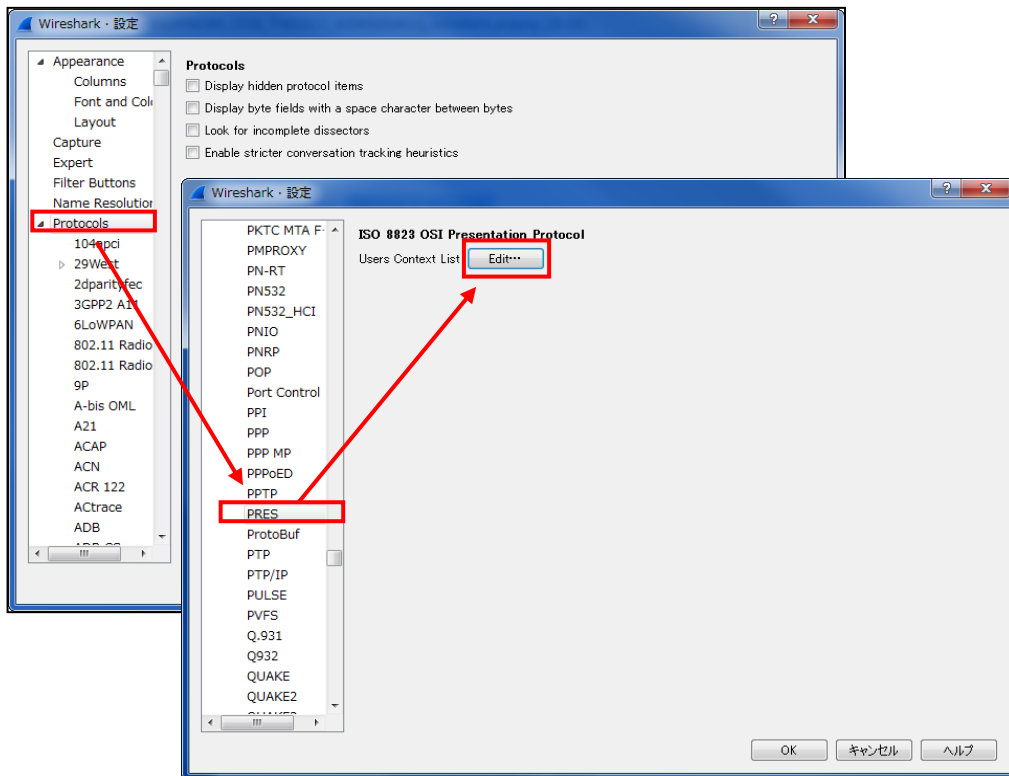 Wireshark · 設定
Appearance
Columns
Font and Colo
Layout
Capture
Expert
Filter Buttons
Name Resolution
Protocols
104apci
29West
2dparityfec
3GPP2 A11
6LoWPAN
802.11 Radio
802.11 Radio
9P
A-bis OML
A21
ACAP
ACN
ACR 122
ACtrace
ADB
Protocols
Display hidden protocol items
Display byte fields with a space character between bytes
Look for incomplete dissectors
Enable stricter conversation tracking heuristics
Wireshark · 設定
PKTC MTA F-
PMPROXY
PN-RT
PN532
PN532_HCI
PNIO
PNRP
POP
Port Control
PPI
PPP
PPP MP
PPPoED
PPTP
PRES
ProtoBuf
PTP
PTP/IP
PULSE
PVFS
Q.931
Q932
QUAKE
QUAKE2
ISO 8823 OSI Presentation Protocol
Users Context List Edit…
OK キャンセル ヘルプ